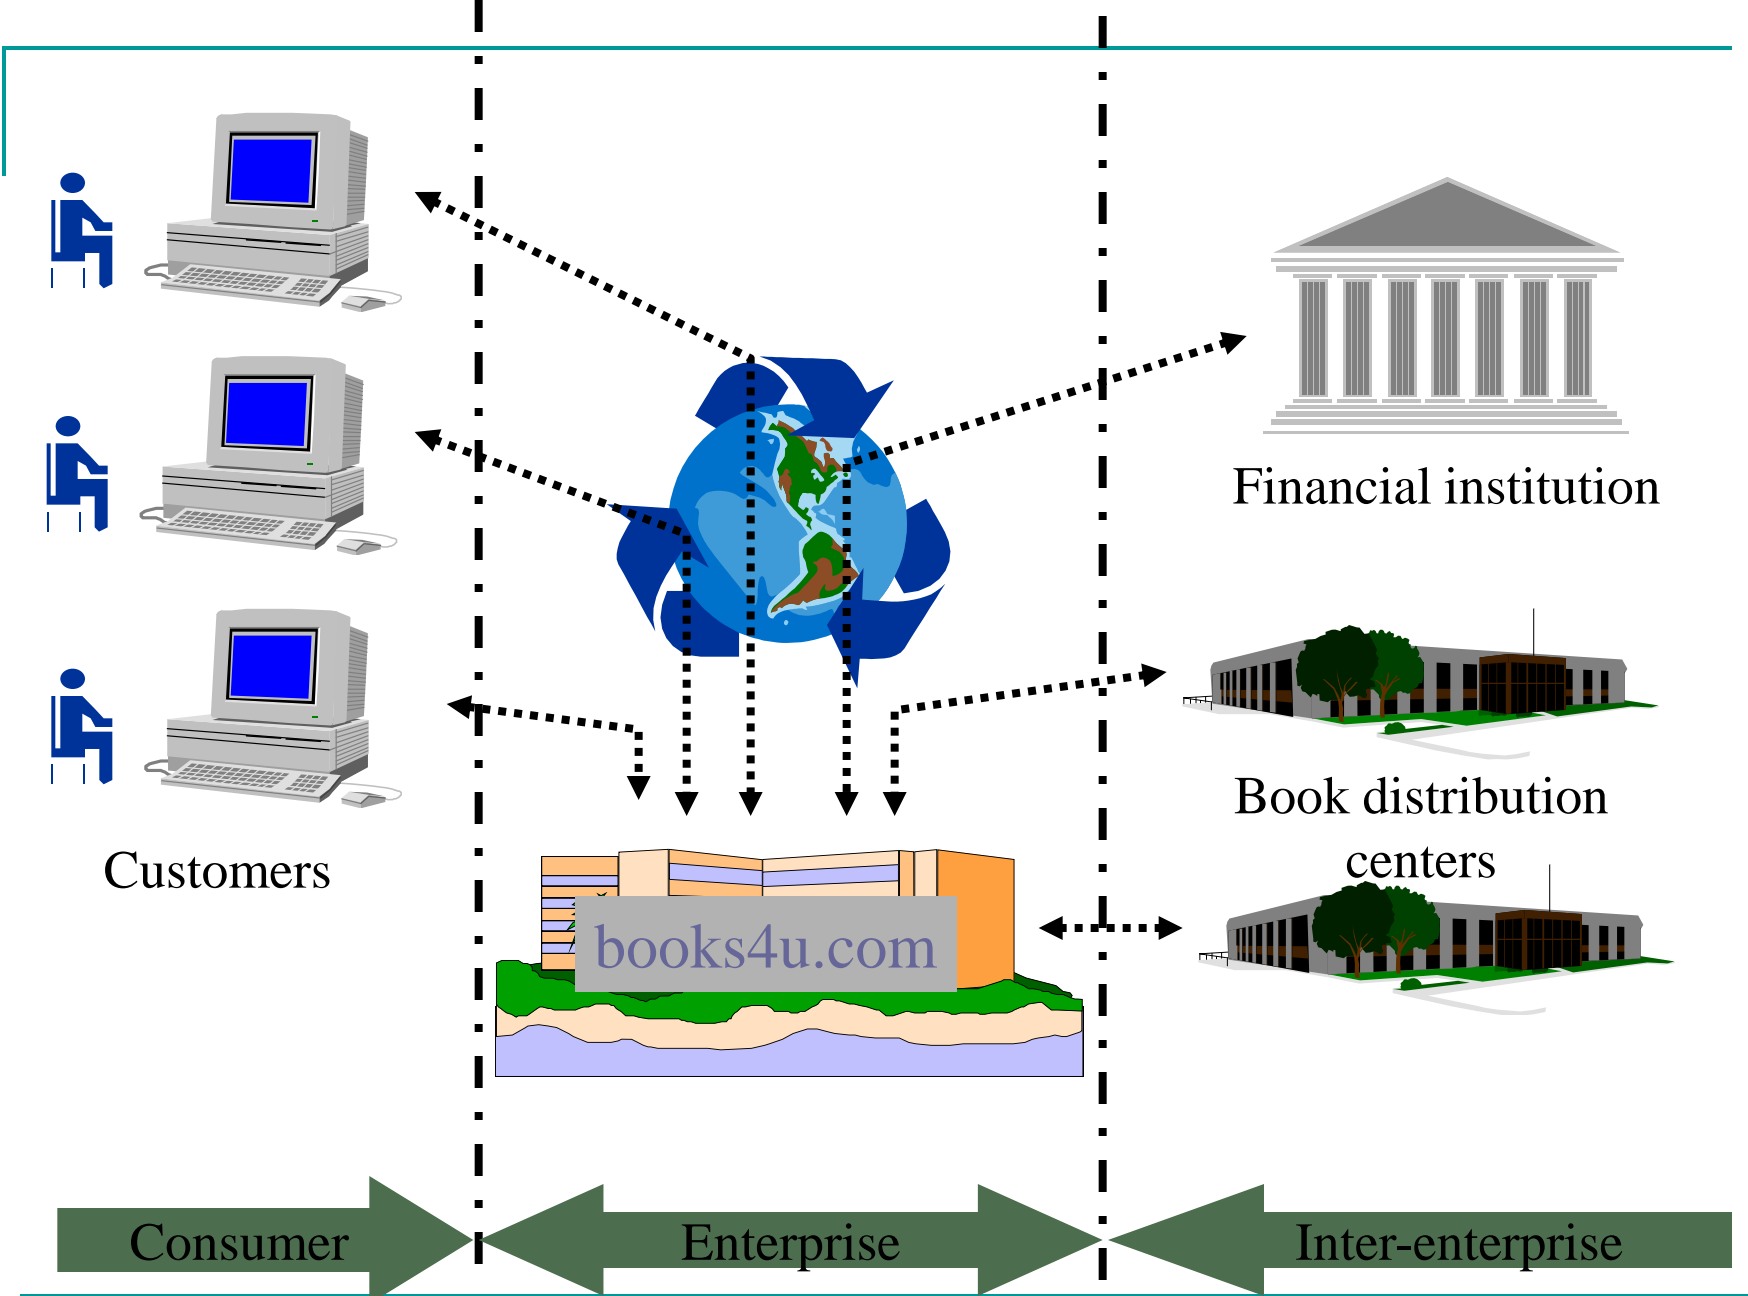 Financial institution
Book distribution
centers
Customers
books4u.com
Consumer
Enterprise
Inter-enterprise